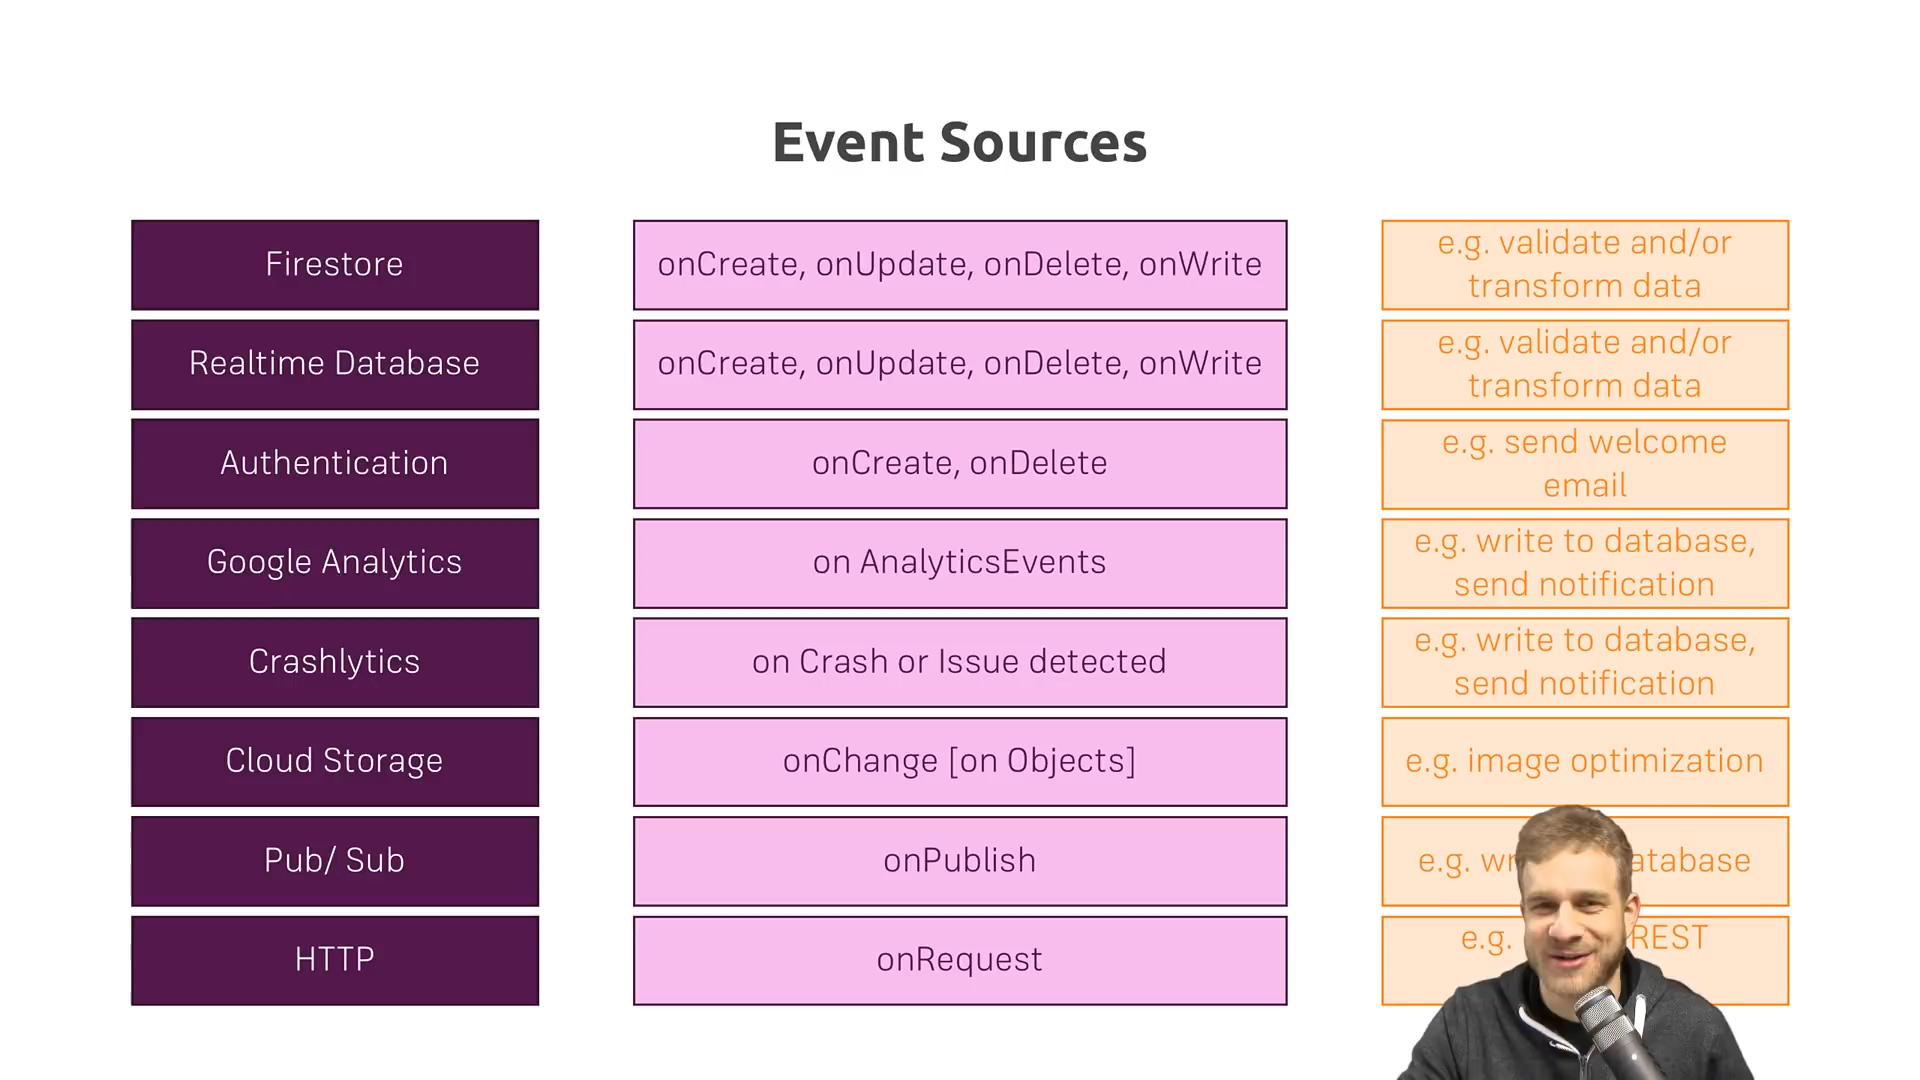 Event Sources
Firestore
onCreate, onUpdate, onDelete, onWrite
e.g. validate and/or
transform data
Realtime Database
onCreate, onUpdate, onDelete, onWrite
e.g. validate and/or
transform data
Authentication
onCreate, onDelete
e.g. send welcome
email
Google Analytics
on AnalyticsEvents
e.g. write to database,
send notification
Crashlytics
on Crash or Issue detected
e.g. write to database,
send notification
Cloud Storage
onChange [on Objects]
e.g. image optimization
Pub/ Sub
onPublish
e.g.
HTTP
onRequest
e.g. REST